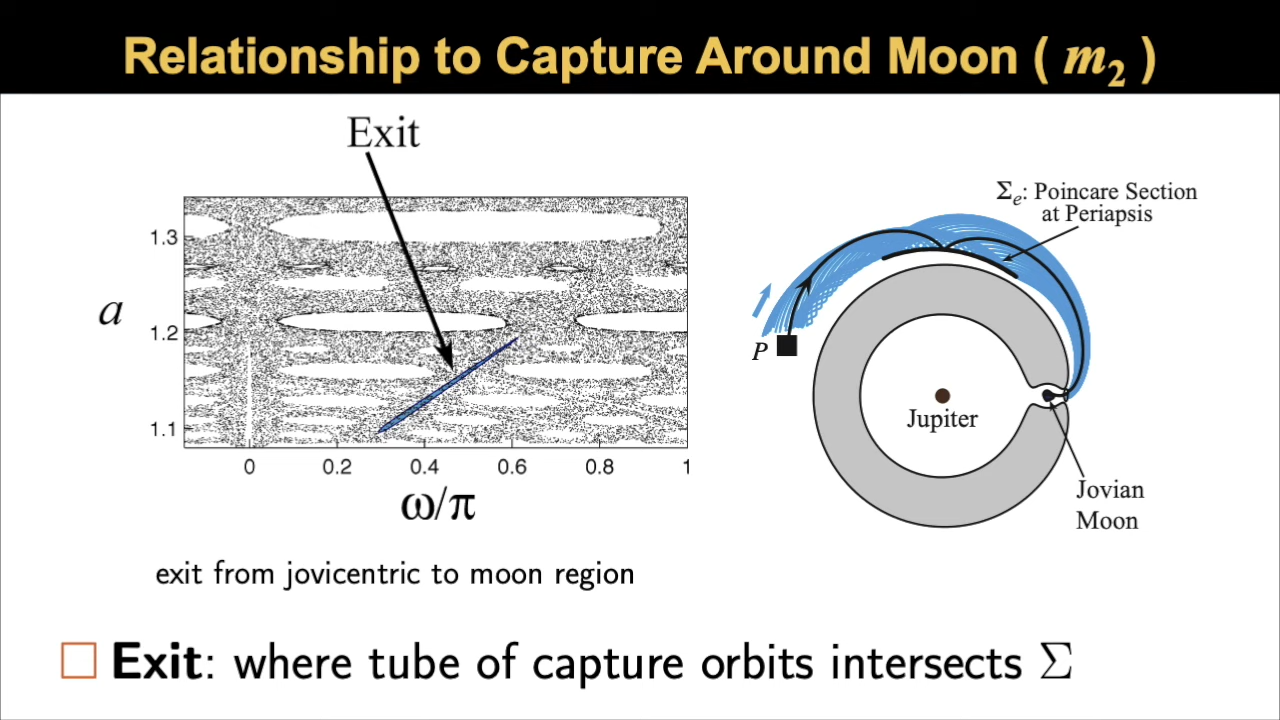 Relationship to Capture Around Moon ( m₂ )
Exit
1.3
1.2
1.1
a
0
0.2
0.4
0.6
0.8
1
ω/π
exit from jovicentric to moon region
Σₑ: Poincare Section
at Periapsis
P
Jupiter
Jovian
Moon
Exit: where tube of capture orbits intersects Σ